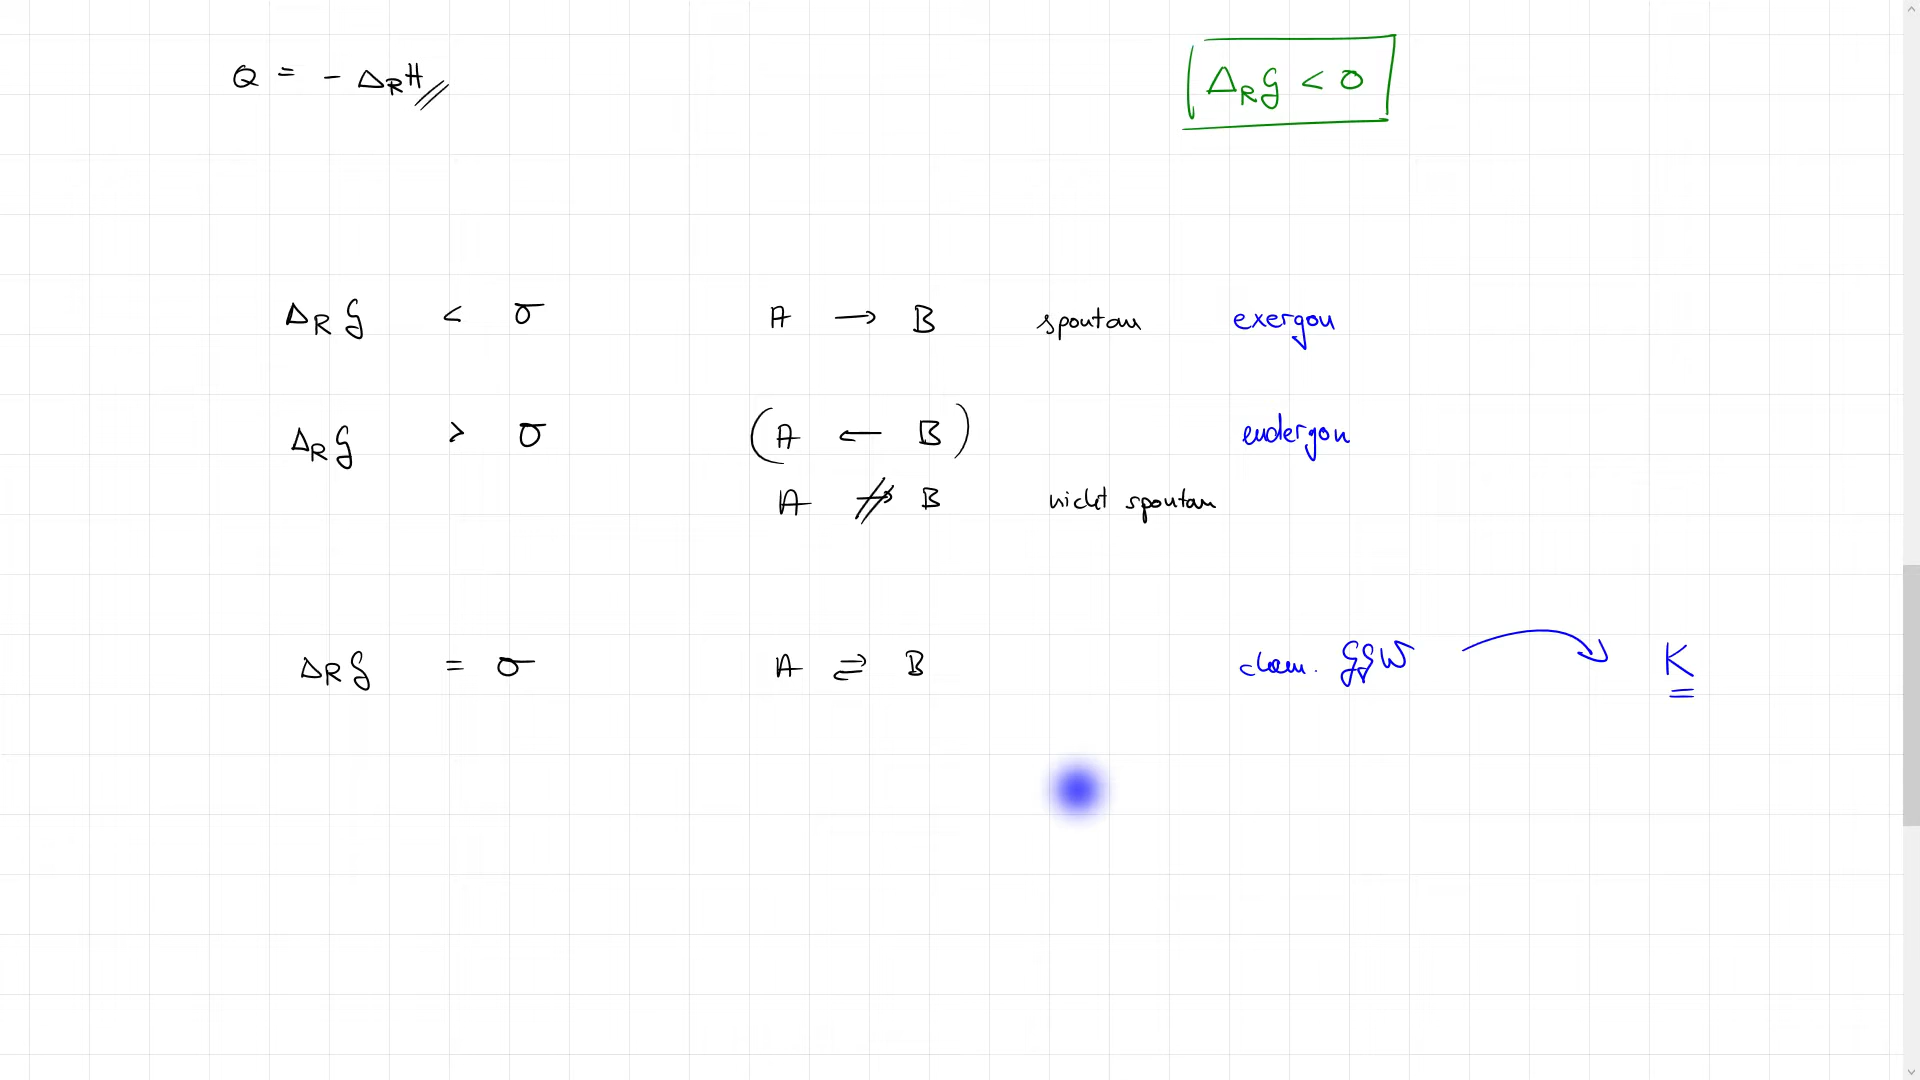 Q = - ΔRH
ΔRG < 0
ΔRG < 0 A → B spontan exergon
ΔRG > 0 (A ← B) endergon
A ↛ B nicht spontan
ΔRG = 0 A ⇌ B chem. GGW K